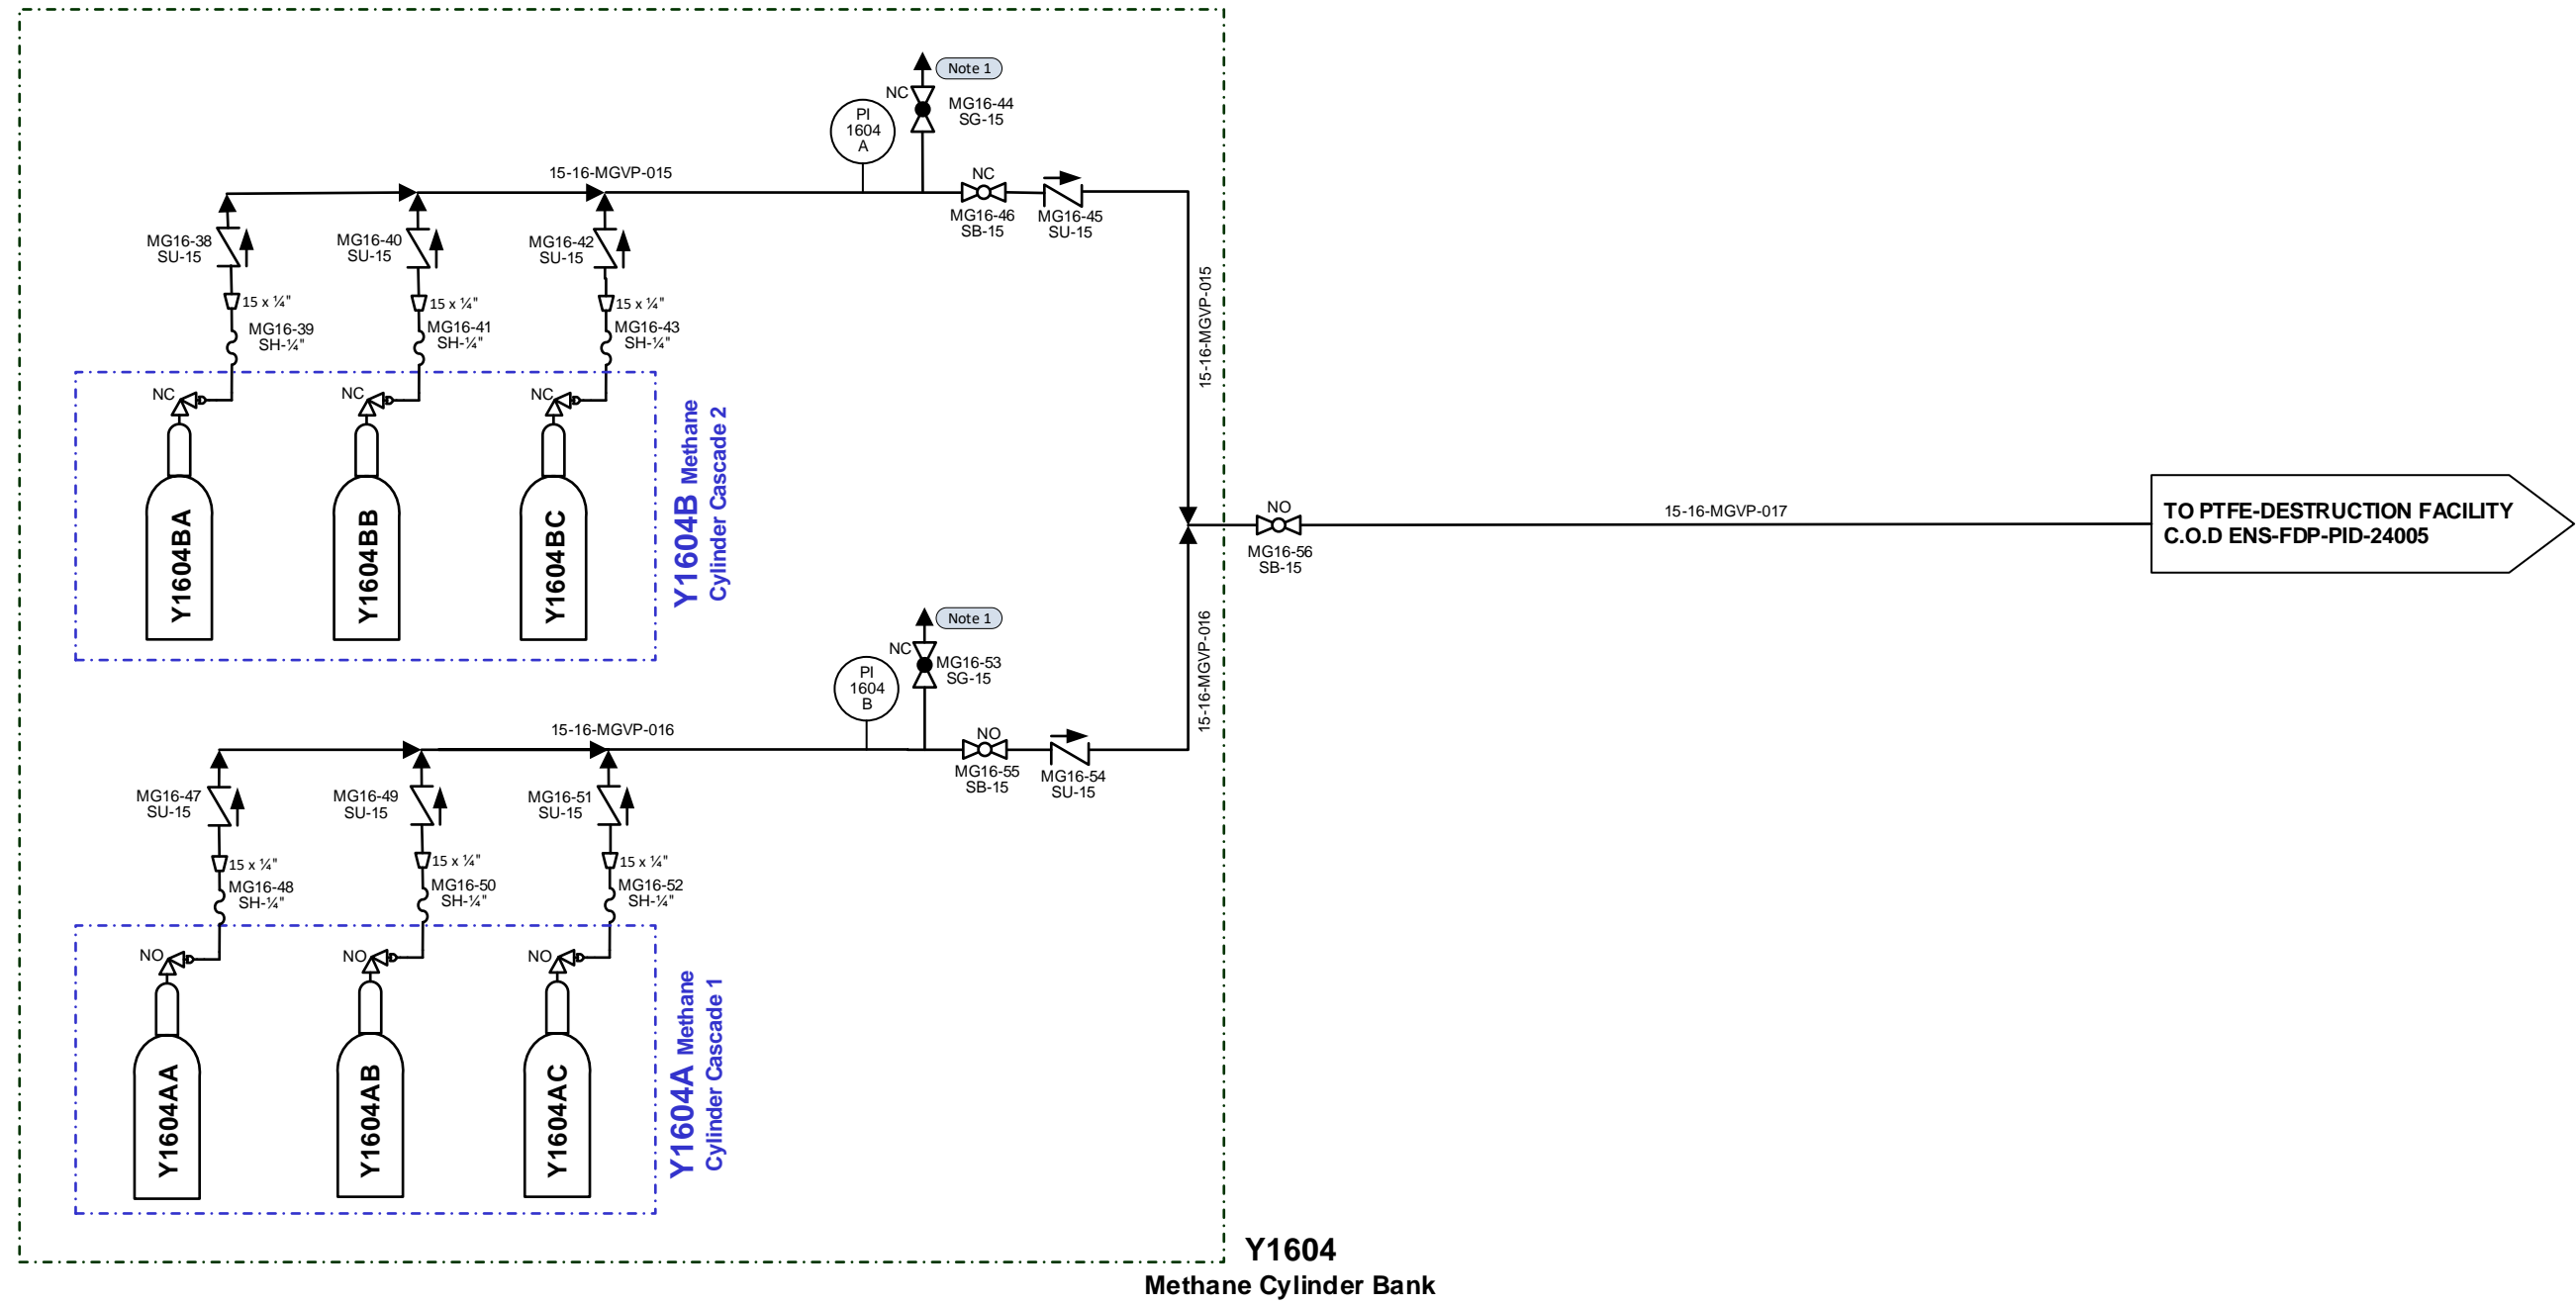 Note 1
NC
MG16-44
SG-15
PI
1604
A
15-16-MGVP-015
NC
MG16-46
SB-15
MG16-45
SU-15
MG16-38
SU-15
MG16-40
SU-15
MG16-42
SU-15
15 x ¼"
15 x ¼"
15 x ¼"
MG16-39
SH-¼"
MG16-41
SH-¼"
MG16-43
SH-¼"
15-16-MGVP-015
NC
NC
NC
Y1604BA
Y1604BB
Y1604BC
Y1604B Methane
Cylinder Cascade 2
NO
MG16-56
SB-15
15-16-MGVP-017
TO PTFE-DESTRUCTION FACILITY
C.O.D ENS-FDP-PID-24005
Note 1
NC
MG16-53
SG-15
PI
1604
B
15-16-MGVP-016
15-16-MGVP-016
NO
MG16-55
SB-15
MG16-54
SU-15
MG16-47
SU-15
MG16-49
SU-15
MG16-51
SU-15
15 x ¼"
15 x ¼"
15 x ¼"
MG16-48
SH-¼"
MG16-50
SH-¼"
MG16-52
SH-¼"
NO
NO
NO
Y1604AA
Y1604AB
Y1604AC
Y1604A Methane
Cylinder Cascade 1
Y1604
Methane Cylinder Bank